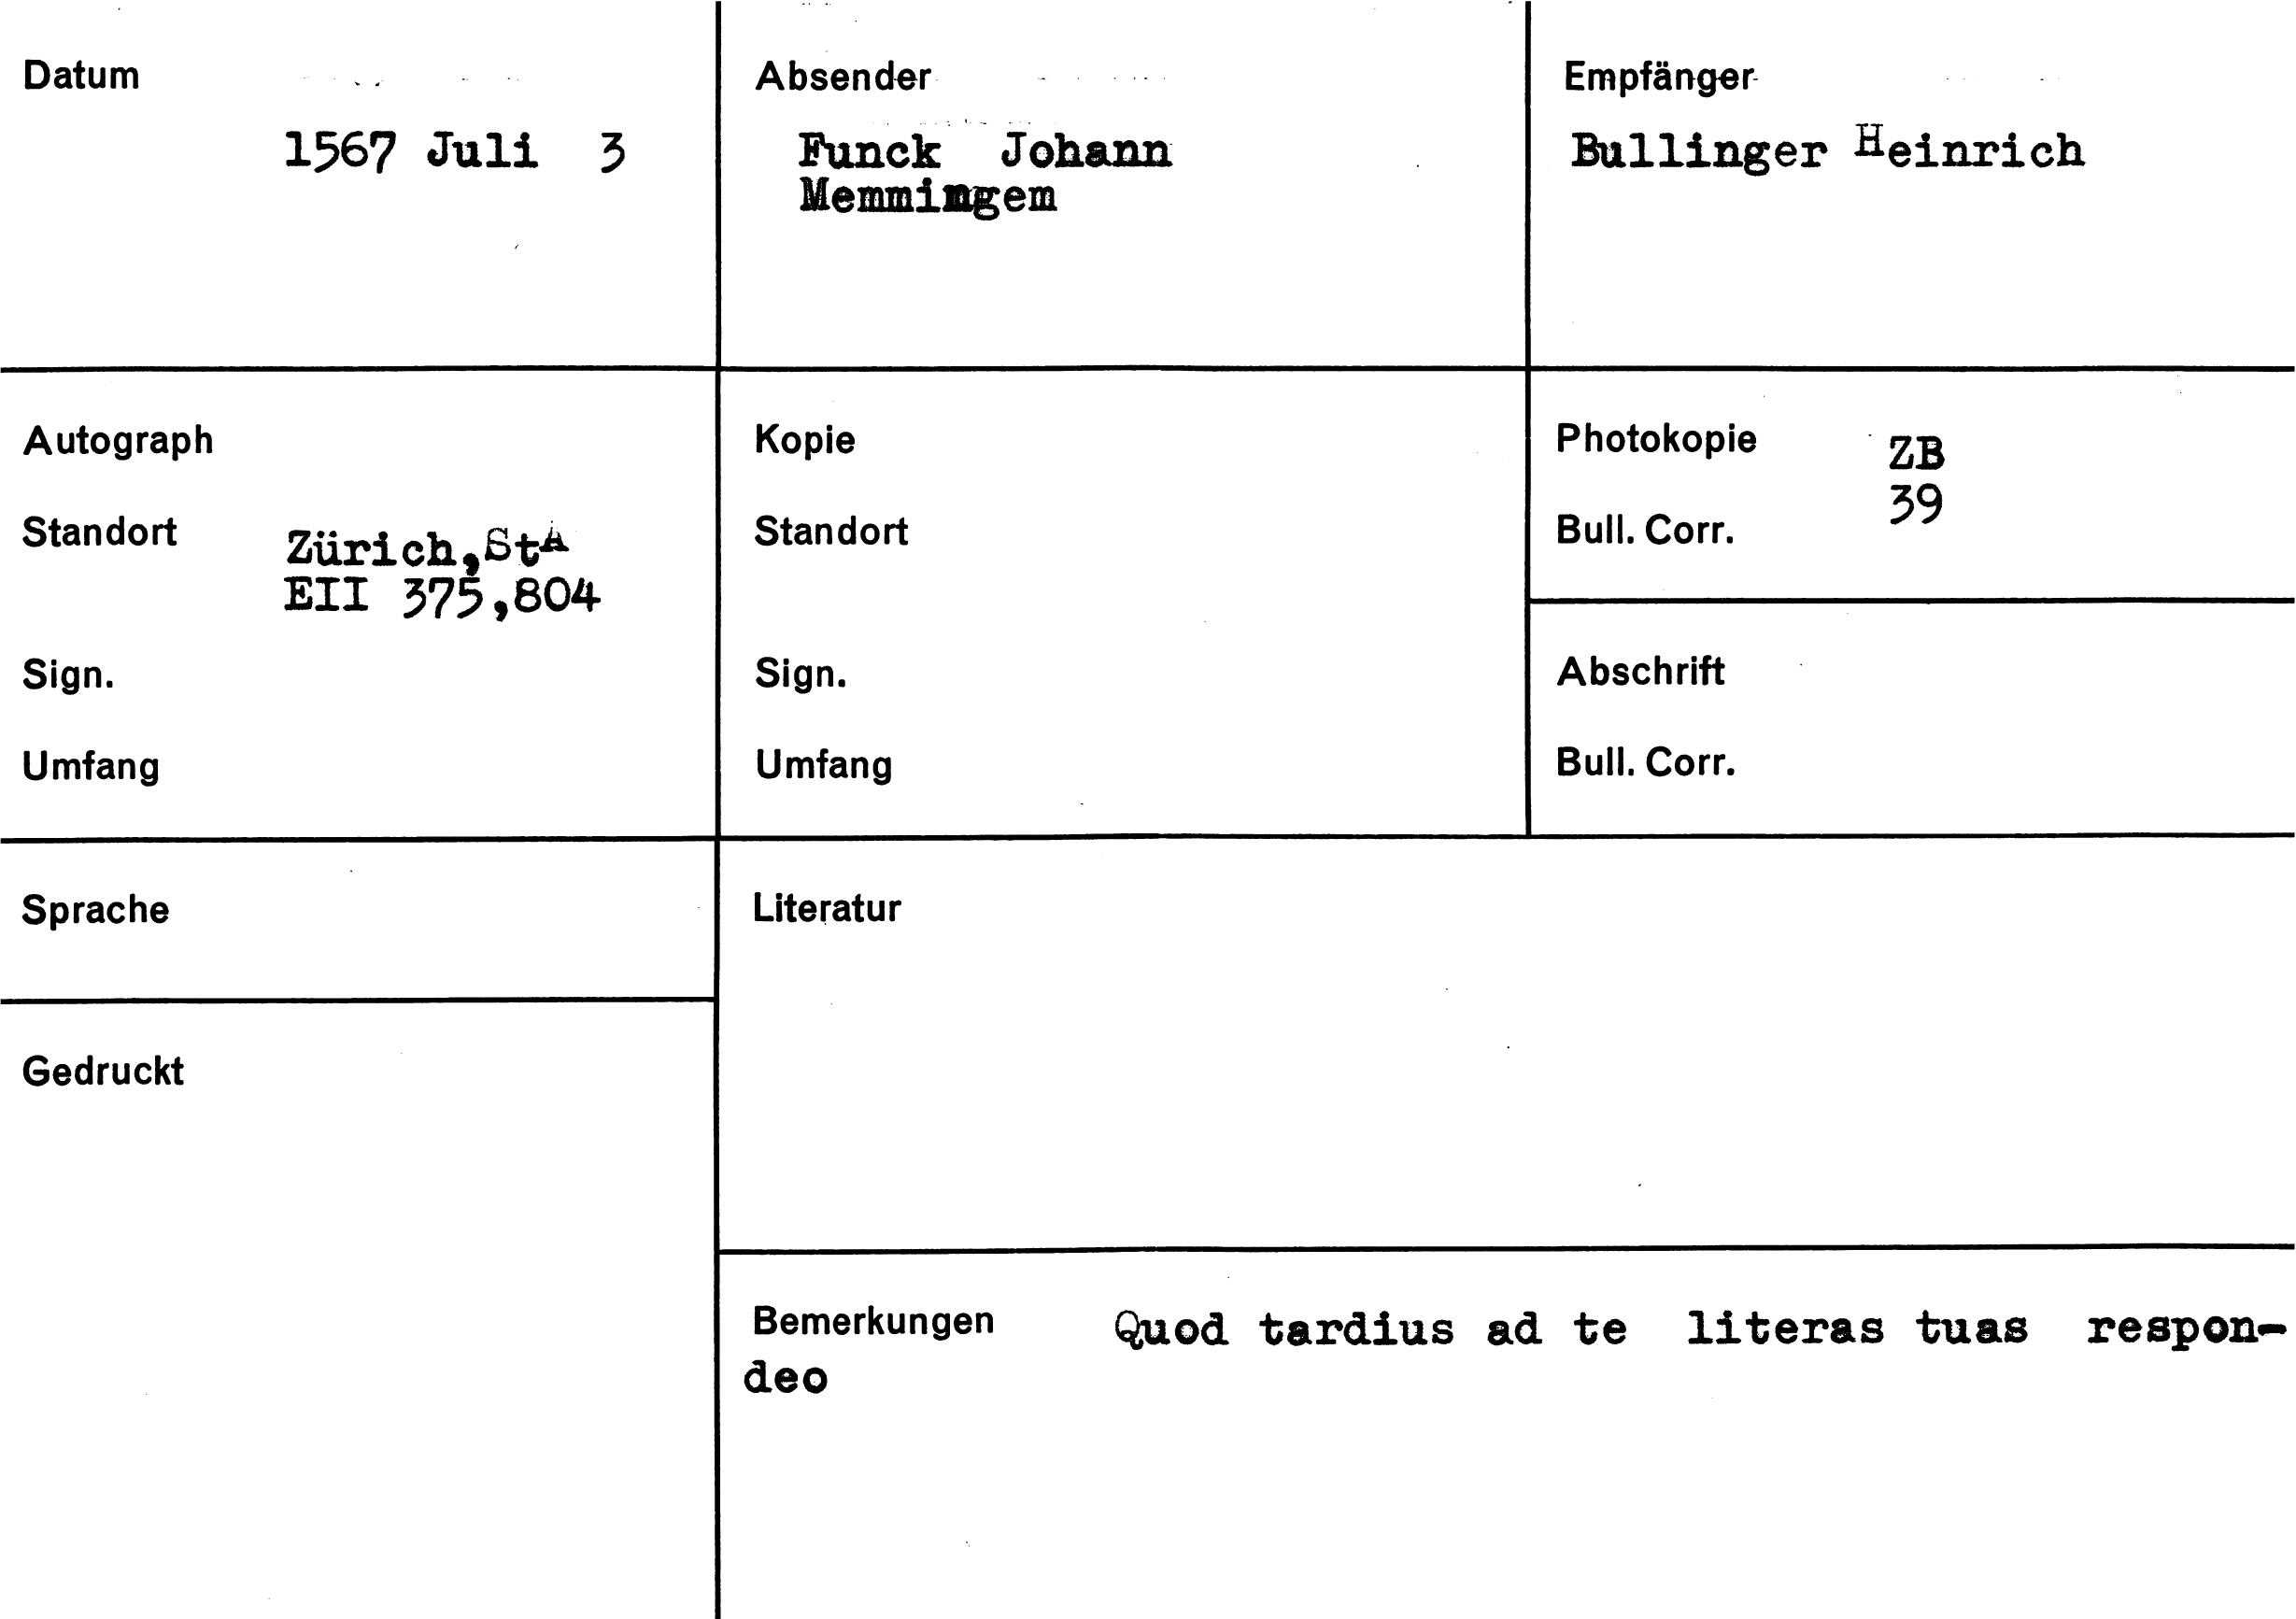 Datum
1567 Juli 3
Absender
Funck Johann
Memmingem
Empfänger
Bullinger Heinrich
Autograph
Standort
Zürich,StA
EII 375,804
Sign.
Umfang
Kopie
Standort
Sign.
Umfang
Photokopie ZB
39
Bull. Corr.
Abschrift
Bull. Corr.
Sprache
Gedruckt
Literatur
Bemerkungen Quod tardius ad te literas tuas respon-
deo